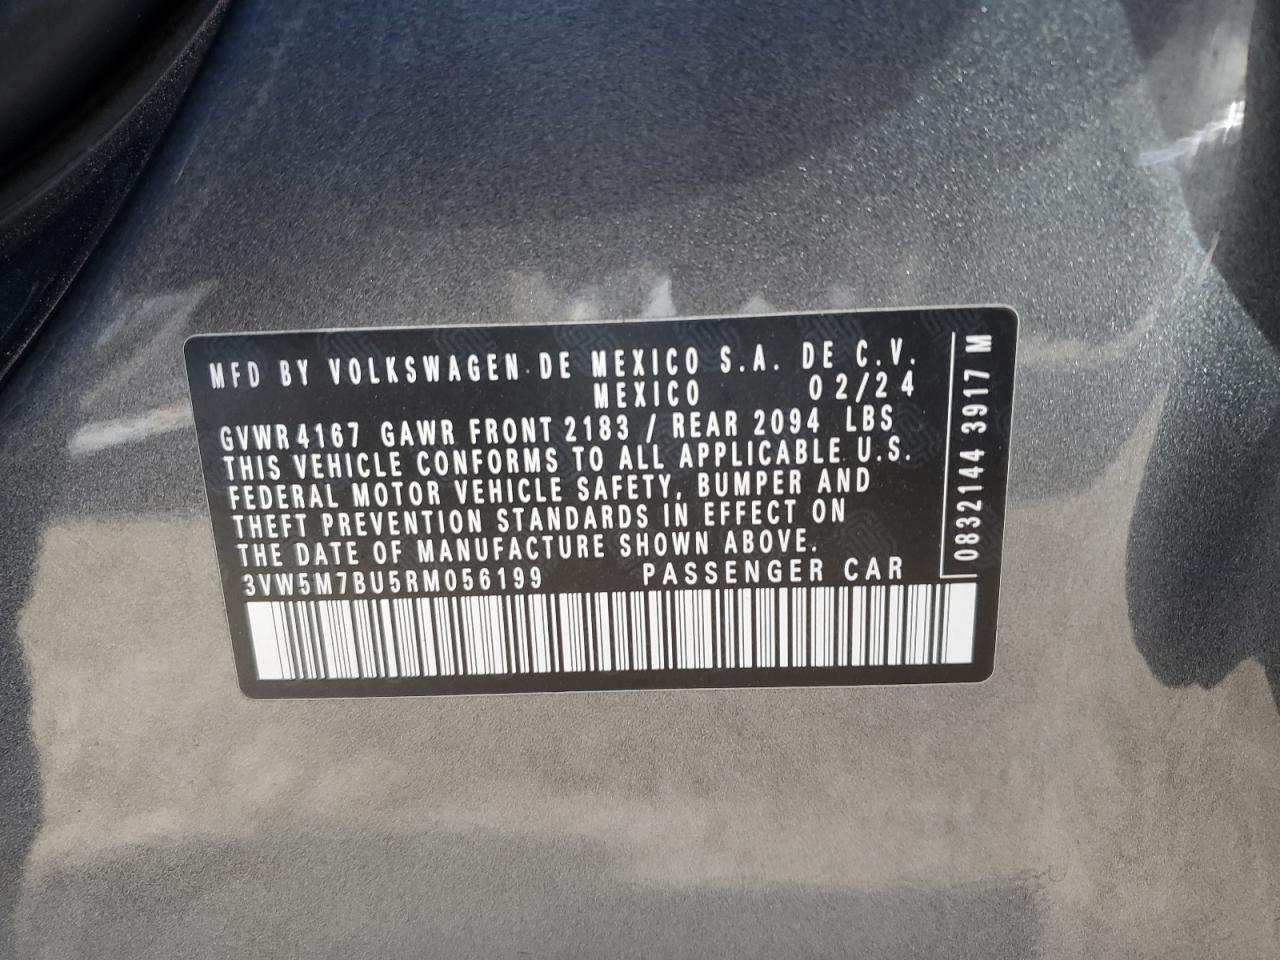 MFD BY VOLKSWAGEN DE MEXICO S.A. DE C.V.
MEXICO 02/24
GVWR 4167 GAWR FRONT 2183 / REAR 2094 LBS
THIS VEHICLE CONFORMS TO ALL APPLICABLE U.S.
FEDERAL MOTOR VEHICLE SAFETY, BUMPER AND
THEFT PREVENTION STANDARDS IN EFFECT ON
THE DATE OF MANUFACTURE SHOWN ABOVE.
3VW5M7BU5RM056199 PASSENGER CAR
0832144 3917 M